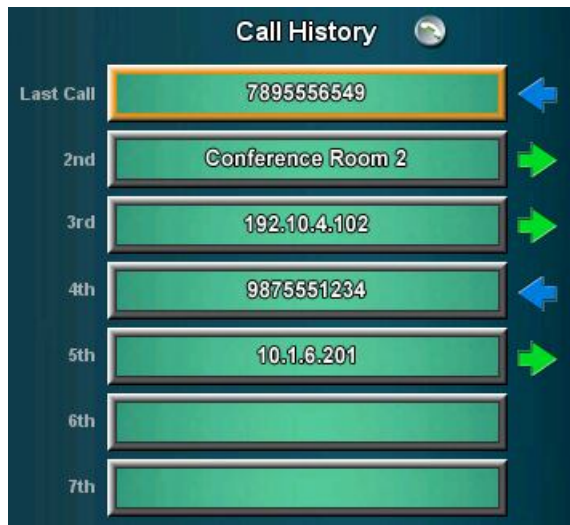 Call History
Last Call 7895556549
2nd Conference Room 2
3rd 192.10.4.102
4th 9875551234
5th 10.1.6.201
6th
7th